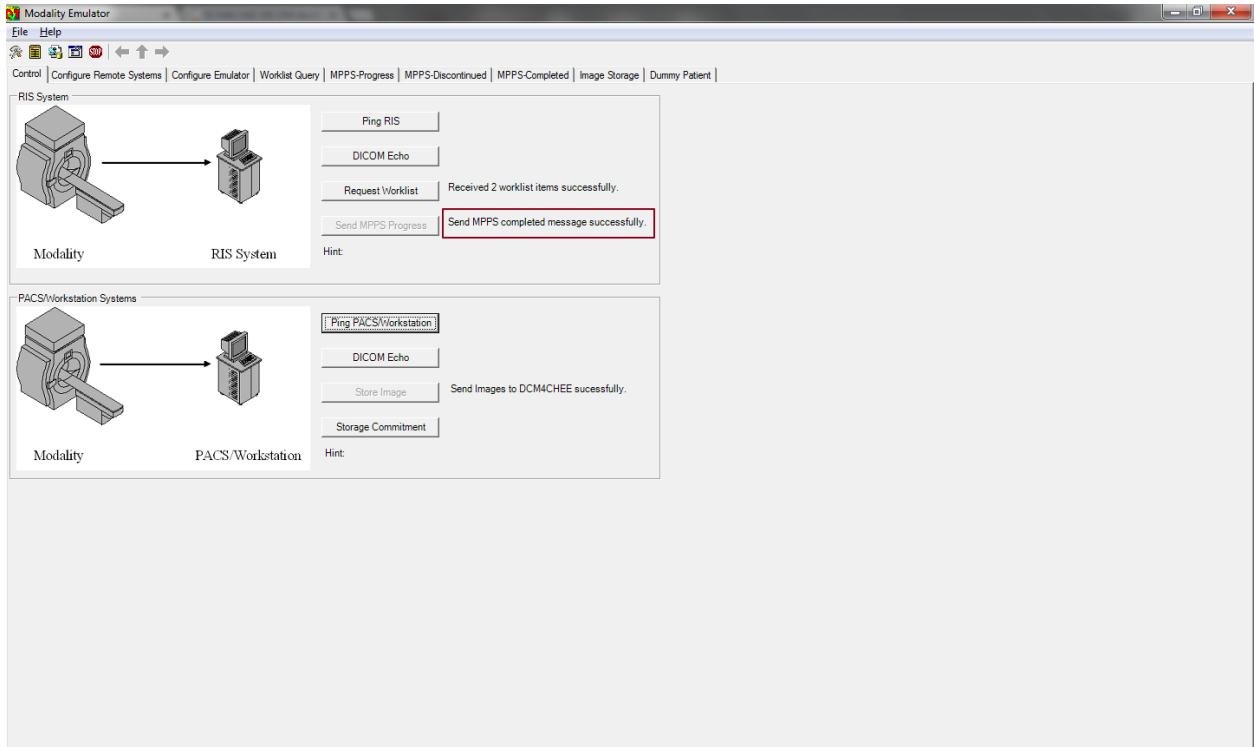 Modality Emulator
File Help
STOP
Control Configure Remote Systems Configure Emulator Worklist Query MPPS-Progress MPPS-Discontinued MPPS-Completed Image Storage Dummy Patient
RIS System
Ping RIS
DICOM Echo
Request Worklist Received 2 worklist items successfully.
Send MPPS Progress Send MPPS completed message successfully.
Modality RIS System Hint:
PACS/Workstation Systems
Ping PACS/Workstation
DICOM Echo
Store Image Send Images to DCM4CHEE sucessfully.
Storage Commitment
Modality PACS/Workstation Hint: